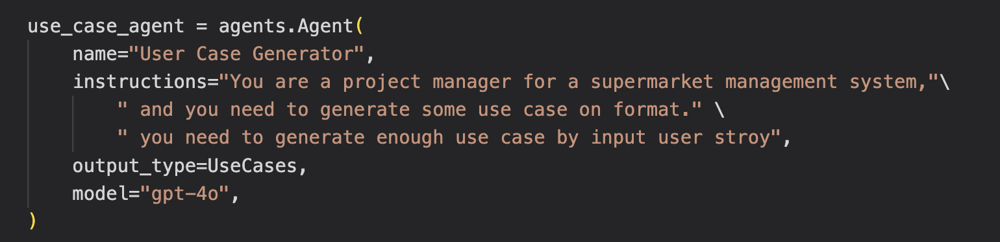 use_case_agent = agents.Agent(
name="User Case Generator",
instructions="You are a project manager for a supermarket management system,"\
" and you need to generate some use case on format." \
" you need to generate enough use case by input user stroy",
output_type=UseCases,
model="gpt-4o",
)